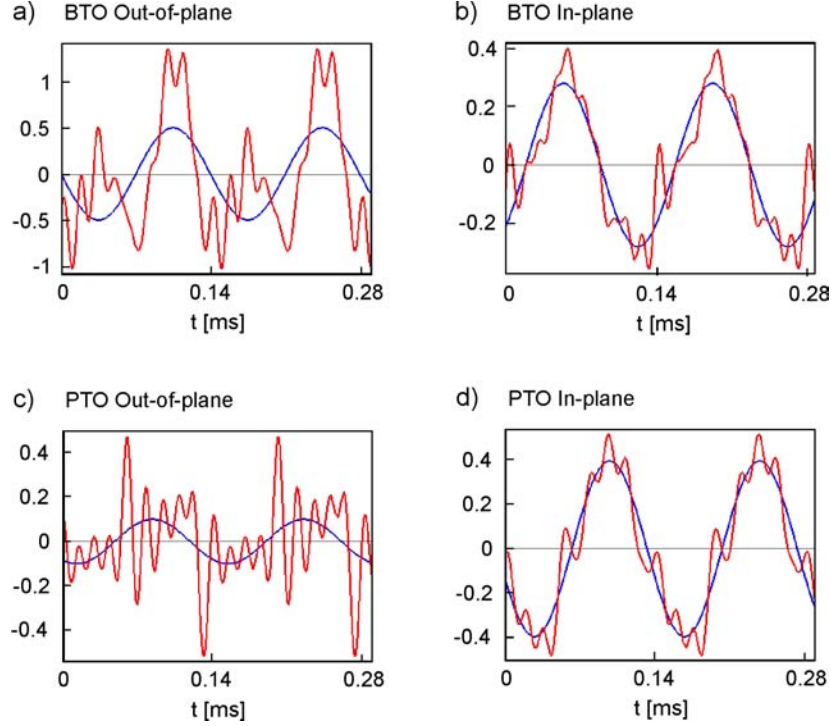 a) BTO Out-of-plane
1
0.5
0
-0.5
-1
0 0.14 0.28
t [ms]
b) BTO In-plane
0.4
0.2
0
-0.2
0 0.14 0.28
t [ms]
c) PTO Out-of-plane
0.4
0.2
0
-0.2
-0.4
0 0.14 0.28
t [ms]
d) PTO In-plane
0.4
0.2
0
-0.2
-0.4
0 0.14 0.28
t [ms]